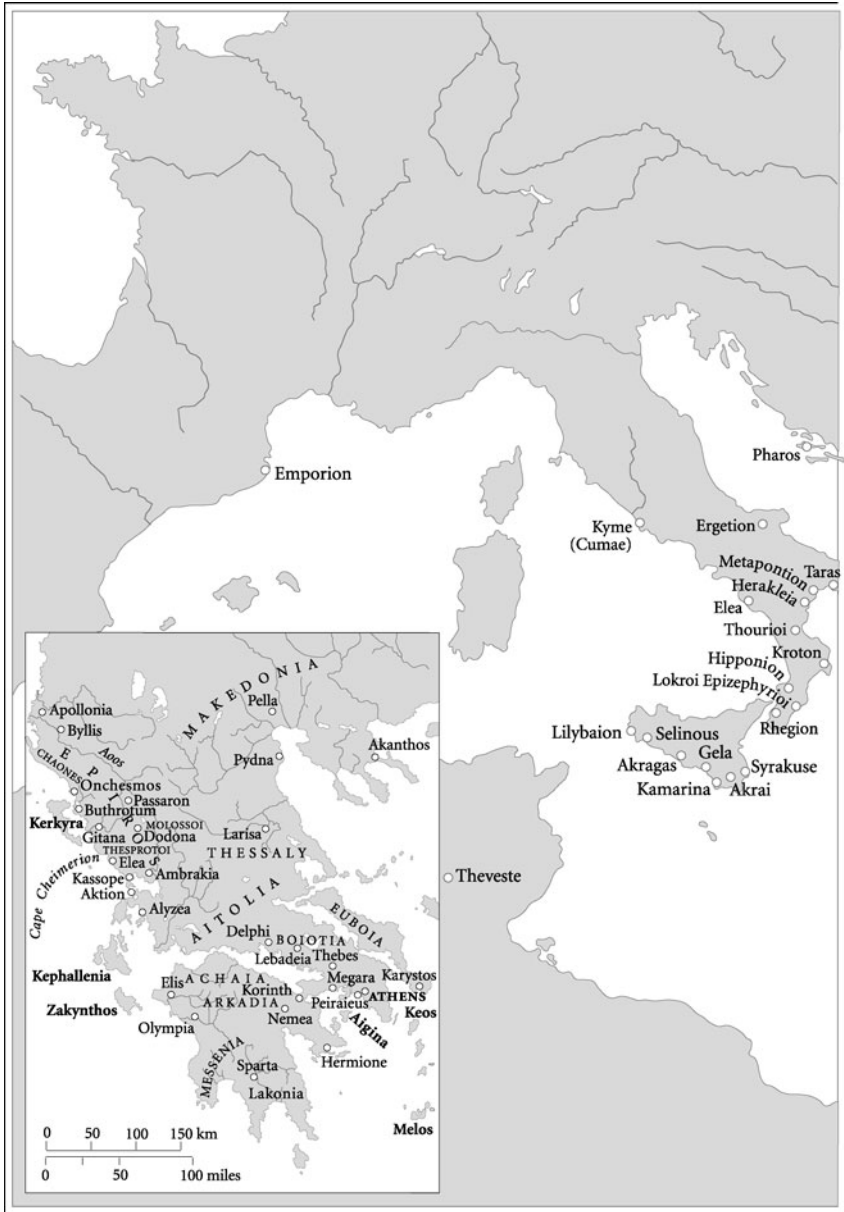 Emporion
Pharos
Kyme
(Cumae)
Ergetion
Metapontion
Taras
Herakleia
Elea
Thourioi
Kroton
Hipponion
Lokroi Epizephyrioi
Rhegion
Lilybaion
Selinous
Akragas
Gela
Syrakuse
Kamarina
Akrai
Theveste
MAKEDONIA
Pella
Apollonia
Byllis
Akanthos
Aoos
Pydna
EPIROS
CHAONES
Onchesmos
Passaron
Buthrotum
Kerkyra
MOLOSSOI
Larisa
Gitana
Dodona
THESPROTOI
THESSALY
Elea
Cape Cheimerion
Kassope
Ambrakia
Aktion
Alyzea
AITOLIA
EUBOIA
Delphi
BOIOTIA
Lebadeia
Thebes
Kephallenia
Megara
Karystos
Elis
ACHAIA
Korinth
ATHENS
Zakynthos
ARKADIA
Peiraieus
Keos
Nemea
Aigina
Olympia
Hermione
MESSENIA
Sparta
Lakonia
Melos
0 50 100 150 km
0 50 100 miles